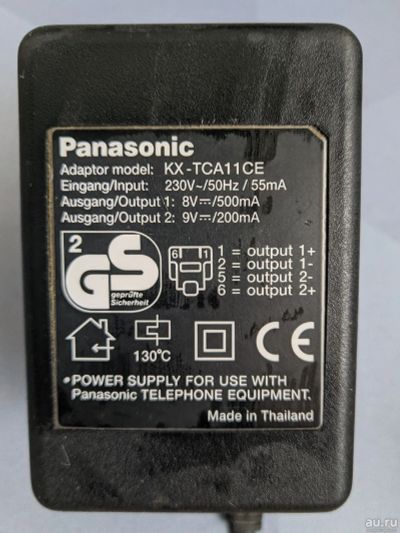 Panasonic
Adaptor model: KX-TCA11CE
Eingang/Input: 230V~/50Hz / 55mA
Ausgang/Output 1: 8V⎓/500mA
Ausgang/Output 2: 9V⎓/200mA
2
GS
geprüfte
Sicherheit
6 1
1 = output 1+
2 = output 1-
5 = output 2-
6 = output 2+
130°C
CE
•POWER SUPPLY FOR USE WITH
Panasonic TELEPHONE EQUIPMENT.
Made in Thailand
au.ru